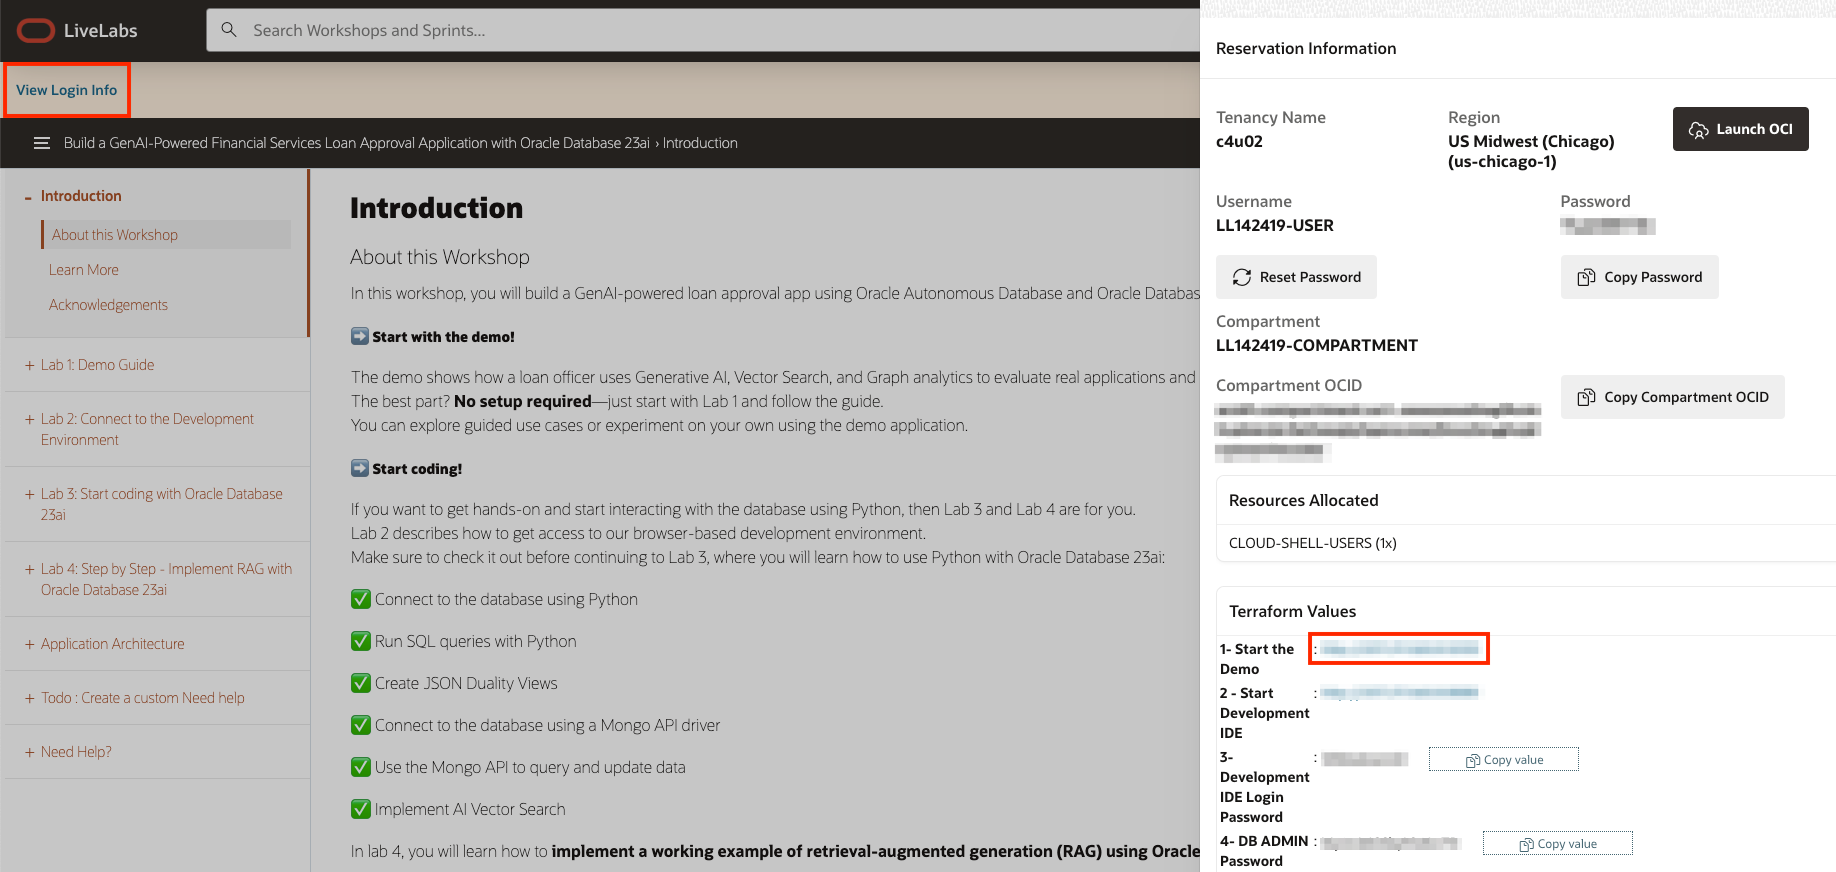 LiveLabs
Search Workshops and Sprints...
View Login Info
Build a GenAI-Powered Financial Services Loan Approval Application with Oracle Database 23ai › Introduction
- Introduction
About this Workshop
Learn More
Acknowledgements
+ Lab 1: Demo Guide
+ Lab 2: Connect to the Development
Environment
+ Lab 3: Start coding with Oracle Database
23ai
+ Lab 4: Step by Step - Implement RAG with
Oracle Database 23ai
+ Application Architecture
+ Todo : Create a custom Need help
+ Need Help?
Introduction
About this Workshop
In this workshop, you will build a GenAI-powered loan approval app using Oracle Autonomous Database and Oracle Databas
➡️ Start with the demo!
The demo shows how a loan officer uses Generative AI, Vector Search, and Graph analytics to evaluate real applications and
The best part? No setup required—just start with Lab 1 and follow the guide.
You can explore guided use cases or experiment on your own using the demo application.
➡️ Start coding!
If you want to get hands-on and start interacting with the database using Python, then Lab 3 and Lab 4 are for you.
Lab 2 describes how to get access to our browser-based development environment.
Make sure to check it out before continuing to Lab 3, where you will learn how to use Python with Oracle Database 23ai:
✅ Connect to the database using Python
✅ Run SQL queries with Python
✅ Create JSON Duality Views
✅ Connect to the database using a Mongo API driver
✅ Use the Mongo API to query and update data
✅ Implement AI Vector Search
In lab 4, you will learn how to implement a working example of retrieval-augmented generation (RAG) using Oracle
Reservation Information
Tenancy Name
c4u02
Region
US Midwest (Chicago)
(us-chicago-1)
Launch OCI
Username
LL142419-USER
Password
Reset Password
Copy Password
Compartment
LL142419-COMPARTMENT
Compartment OCID
Copy Compartment OCID
Resources Allocated
CLOUD-SHELL-USERS (1x)
Terraform Values
1- Start the :
Demo
2 - Start :
Development
IDE
3- : Copy value
Development
IDE Login
Password
4- DB ADMIN : Copy value
Password